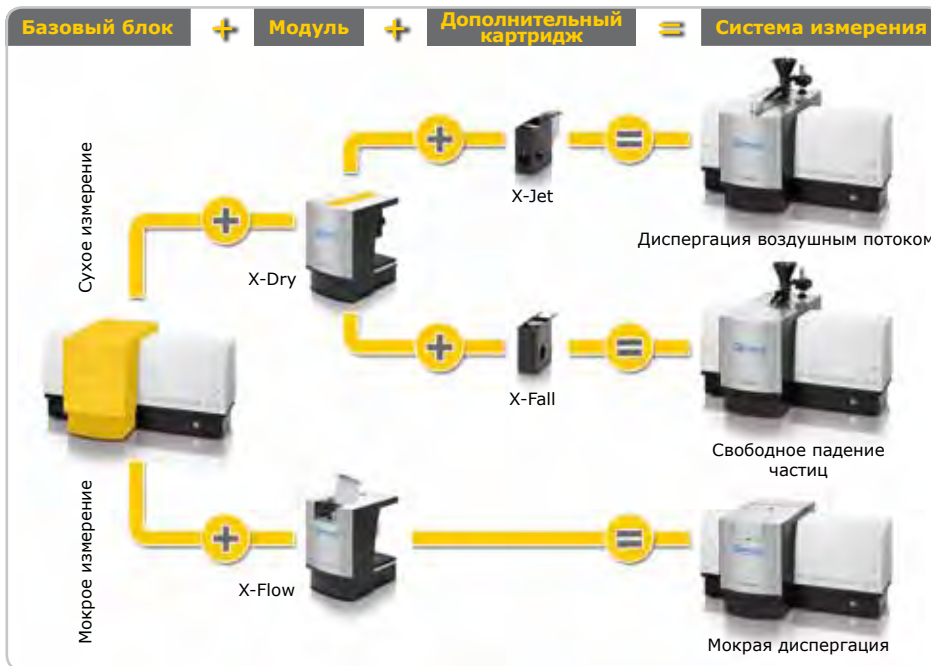 Базовый блок + Модуль + Дополнительный картридж = Система измерения
Сухое измерение
+
X-Dry
+
X-Jet
=
Диспергация воздушным потоком
+
X-Fall
=
Свободное падение
частиц
Мокрое измерение
+
X-Flow
=
Мокрая диспергация